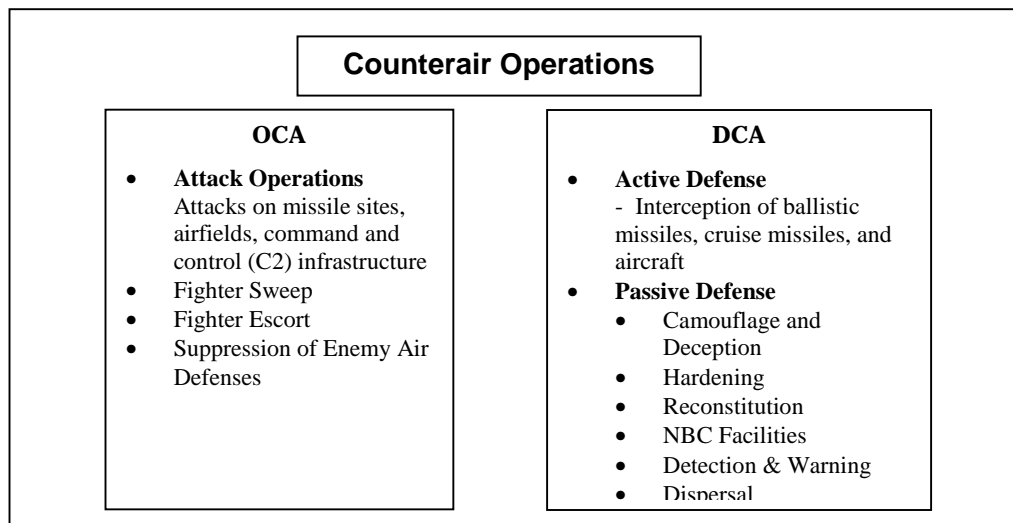 Counterair Operations
OCA
• Attack Operations
Attacks on missile sites,
airfields, command and
control (C2) infrastructure
• Fighter Sweep
• Fighter Escort
• Suppression of Enemy Air
Defenses
DCA
• Active Defense
- Interception of ballistic
missiles, cruise missiles, and
aircraft
• Passive Defense
• Camouflage and
Deception
• Hardening
• Reconstitution
• NBC Facilities
• Detection & Warning
• Dispersal